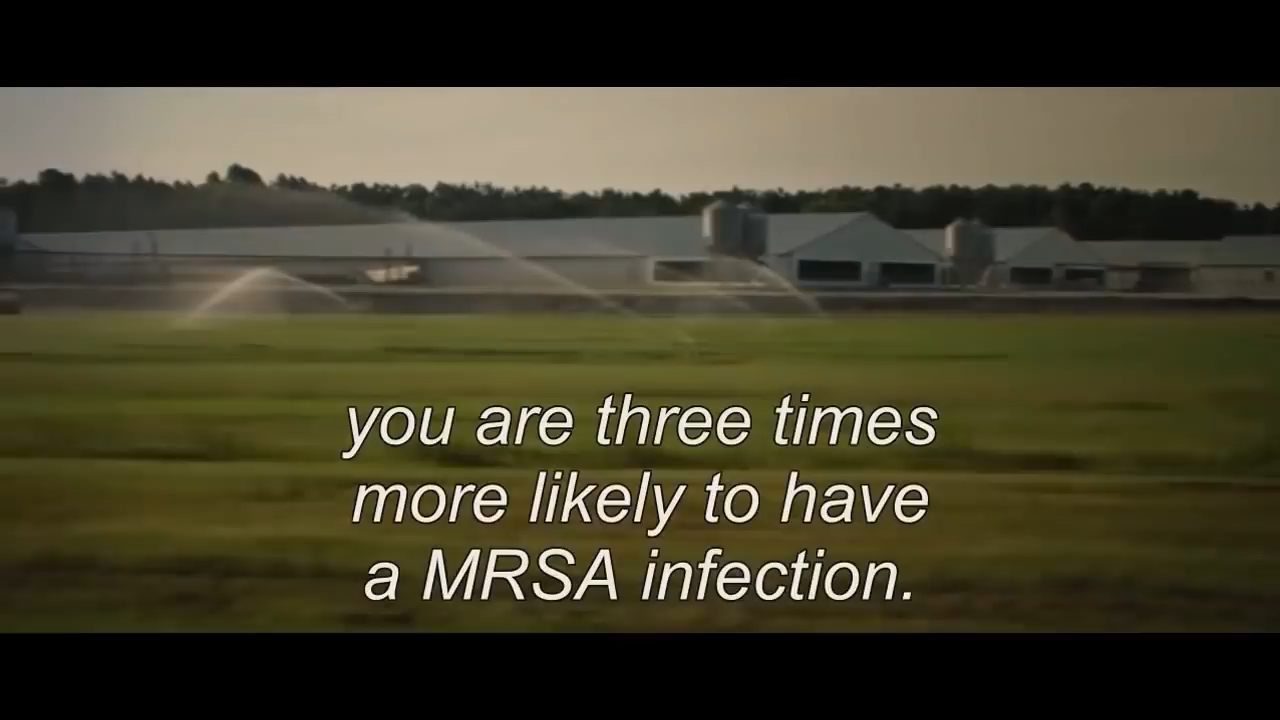 you are three times
more likely to have
a MRSA infection.